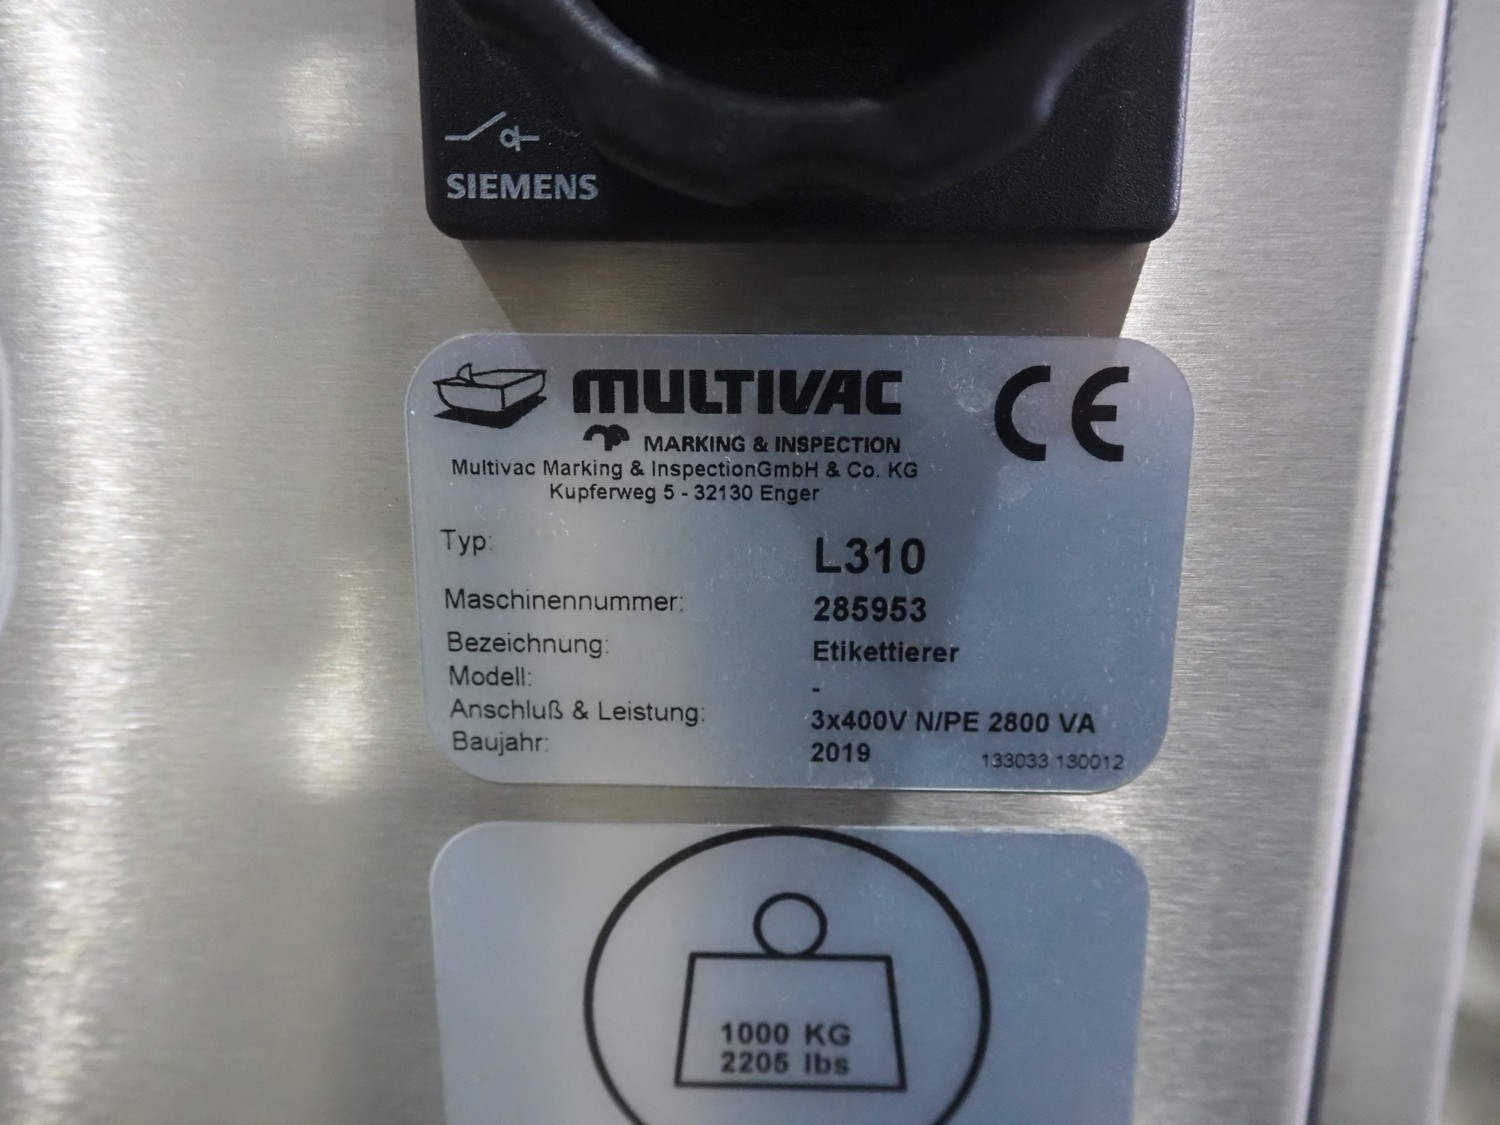 SIEMENS
MULTIVAC CE
MARKING & INSPECTION
Multivac Marking & InspectionGmbH & Co. KG
Kupferweg 5 - 32130 Enger
Typ: L310
Maschinennummer: 285953
Bezeichnung: Etikettierer
Modell: -
Anschluß & Leistung: 3x400V N/PE 2800 VA
Baujahr: 2019 133033 130012
1000 KG
2205 lbs